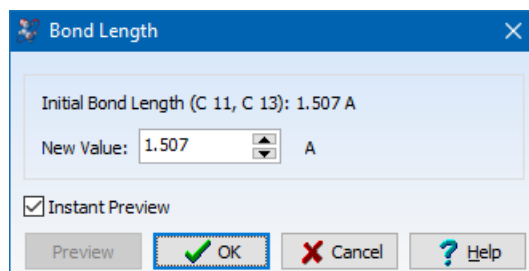 Bond Length
Initial Bond Length (C 11, C 13): 1.507 A
New Value: 1.507 A
Instant Preview
Preview OK Cancel Help